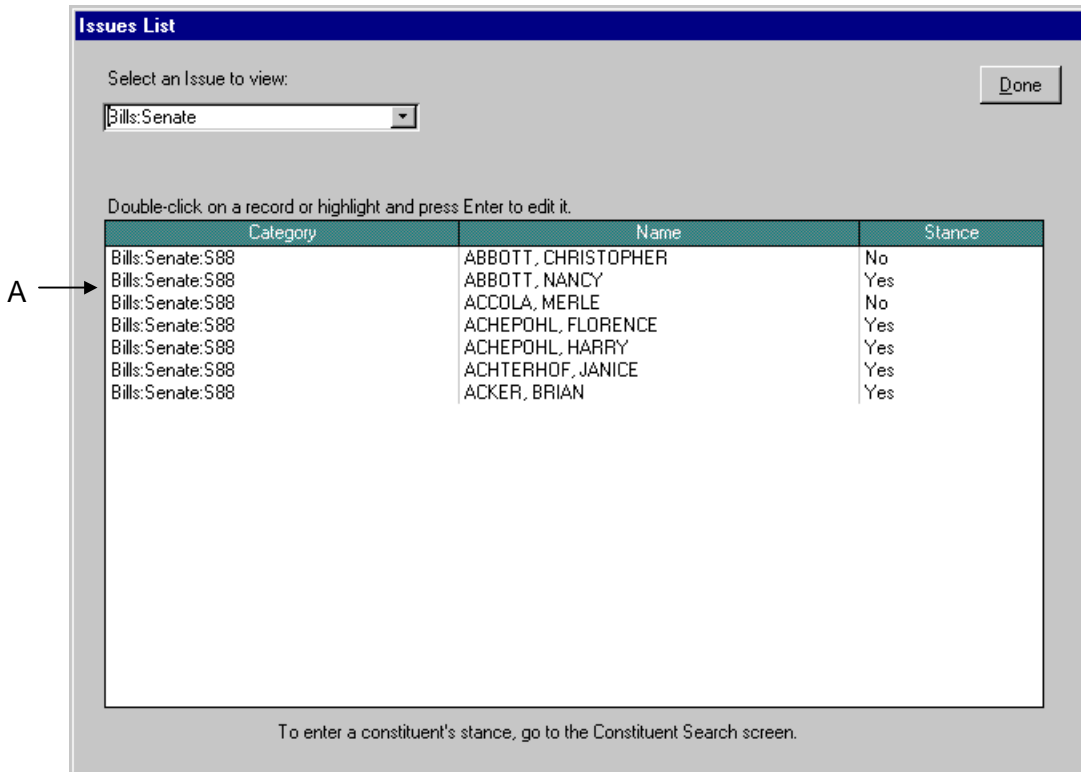 Issues List
Select an Issue to view:
Done
Bills:Senate
Double-click on a record or highlight and press Enter to edit it.
Category Name Stance
Bills:Senate:S88 ABBOTT, CHRISTOPHER No
A Bills:Senate:S88 ABBOTT, NANCY Yes
Bills:Senate:S88 ACCOLA, MERLE No
Bills:Senate:S88 ACHEPOHL, FLORENCE Yes
Bills:Senate:S88 ACHEPOHL, HARRY Yes
Bills:Senate:S88 ACHTERHOF, JANICE Yes
Bills:Senate:S88 ACKER, BRIAN Yes
To enter a constituent's stance, go to the Constituent Search screen.